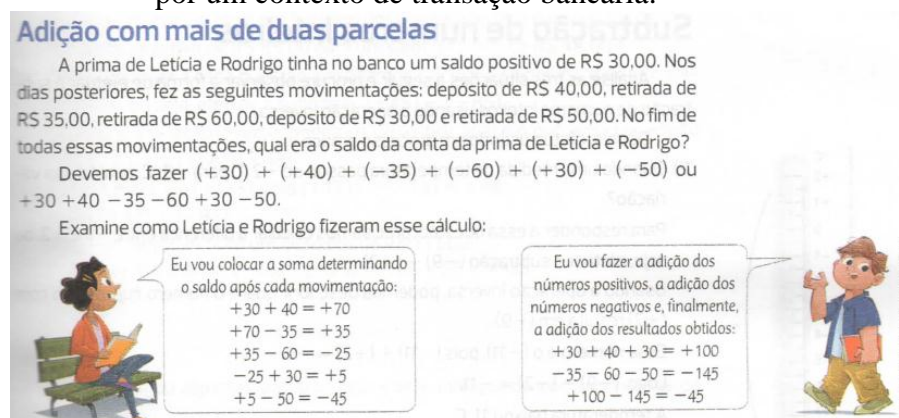 por um contexto de transação bancária.
Adição com mais de duas parcelas
A prima de Letícia e Rodrigo tinha no banco um saldo positivo de R$ 30,00. Nos
dias posteriores, fez as seguintes movimentações: depósito de R$ 40,00, retirada de
R$ 35,00, retirada de R$ 60,00, depósito de R$ 30,00 e retirada de R$ 50,00. No fim de
todas essas movimentações, qual era o saldo da conta da prima de Letícia e Rodrigo?
Devemos fazer (+30) + (+40) + (−35) + (−60) + (+30) + (−50) ou
+30 +40 −35 −60 +30 −50.
Examine como Letícia e Rodrigo fizeram esse cálculo:
Eu vou colocar a soma determinando
o saldo após cada movimentação:
+30 + 40 = +70
+70 − 35 = +35
+35 − 60 = −25
−25 + 30 = +5
+5 − 50 = −45
Eu vou fazer a adição dos
números positivos, a adição dos
números negativos e, finalmente,
a adição dos resultados obtidos:
+30 + 40 + 30 = +100
−35 − 60 − 50 = −145
+100 − 145 = −45